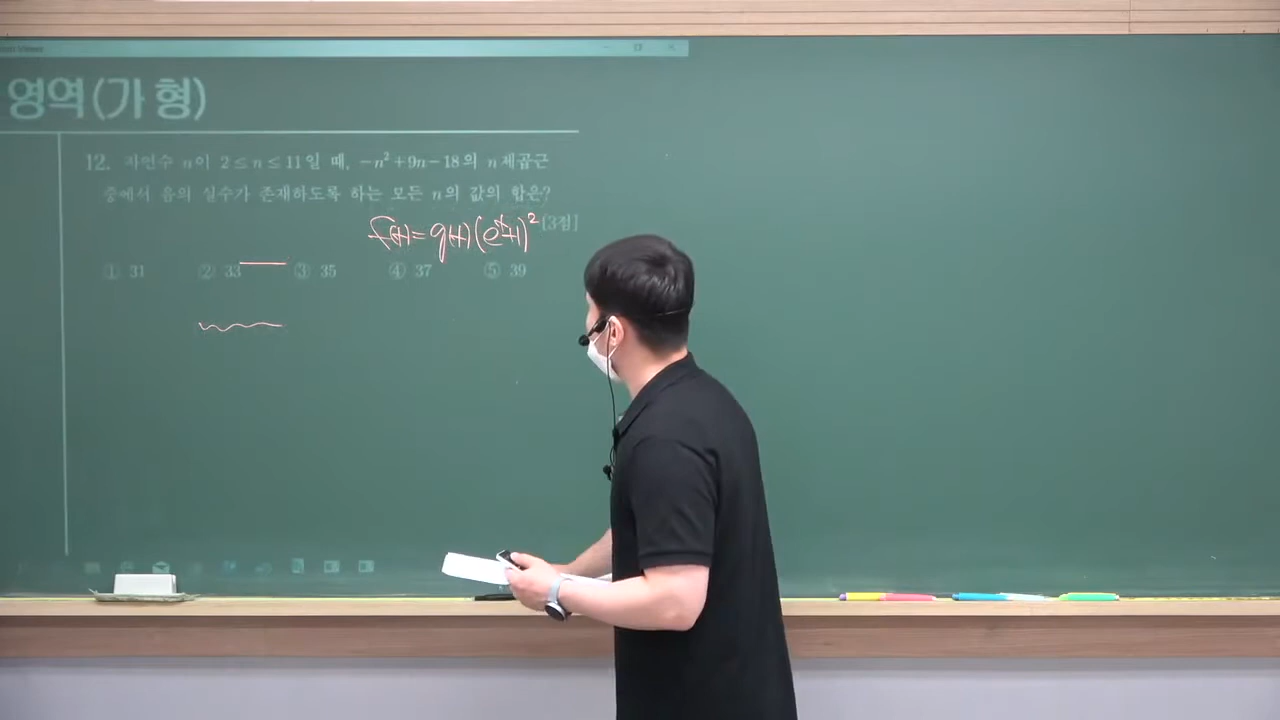 영역(가 형)
12. 자연수 n이 2≤n≤11일 때, -n²+9n-18의 n제곱근
중에서 음의 실수가 존재하도록 하는 모든 n의 값의 합은?
[3점]
f(x)=g(x)(eˣ+1)²
① 31 ② 33 ③ 35 ④ 37 ⑤ 39